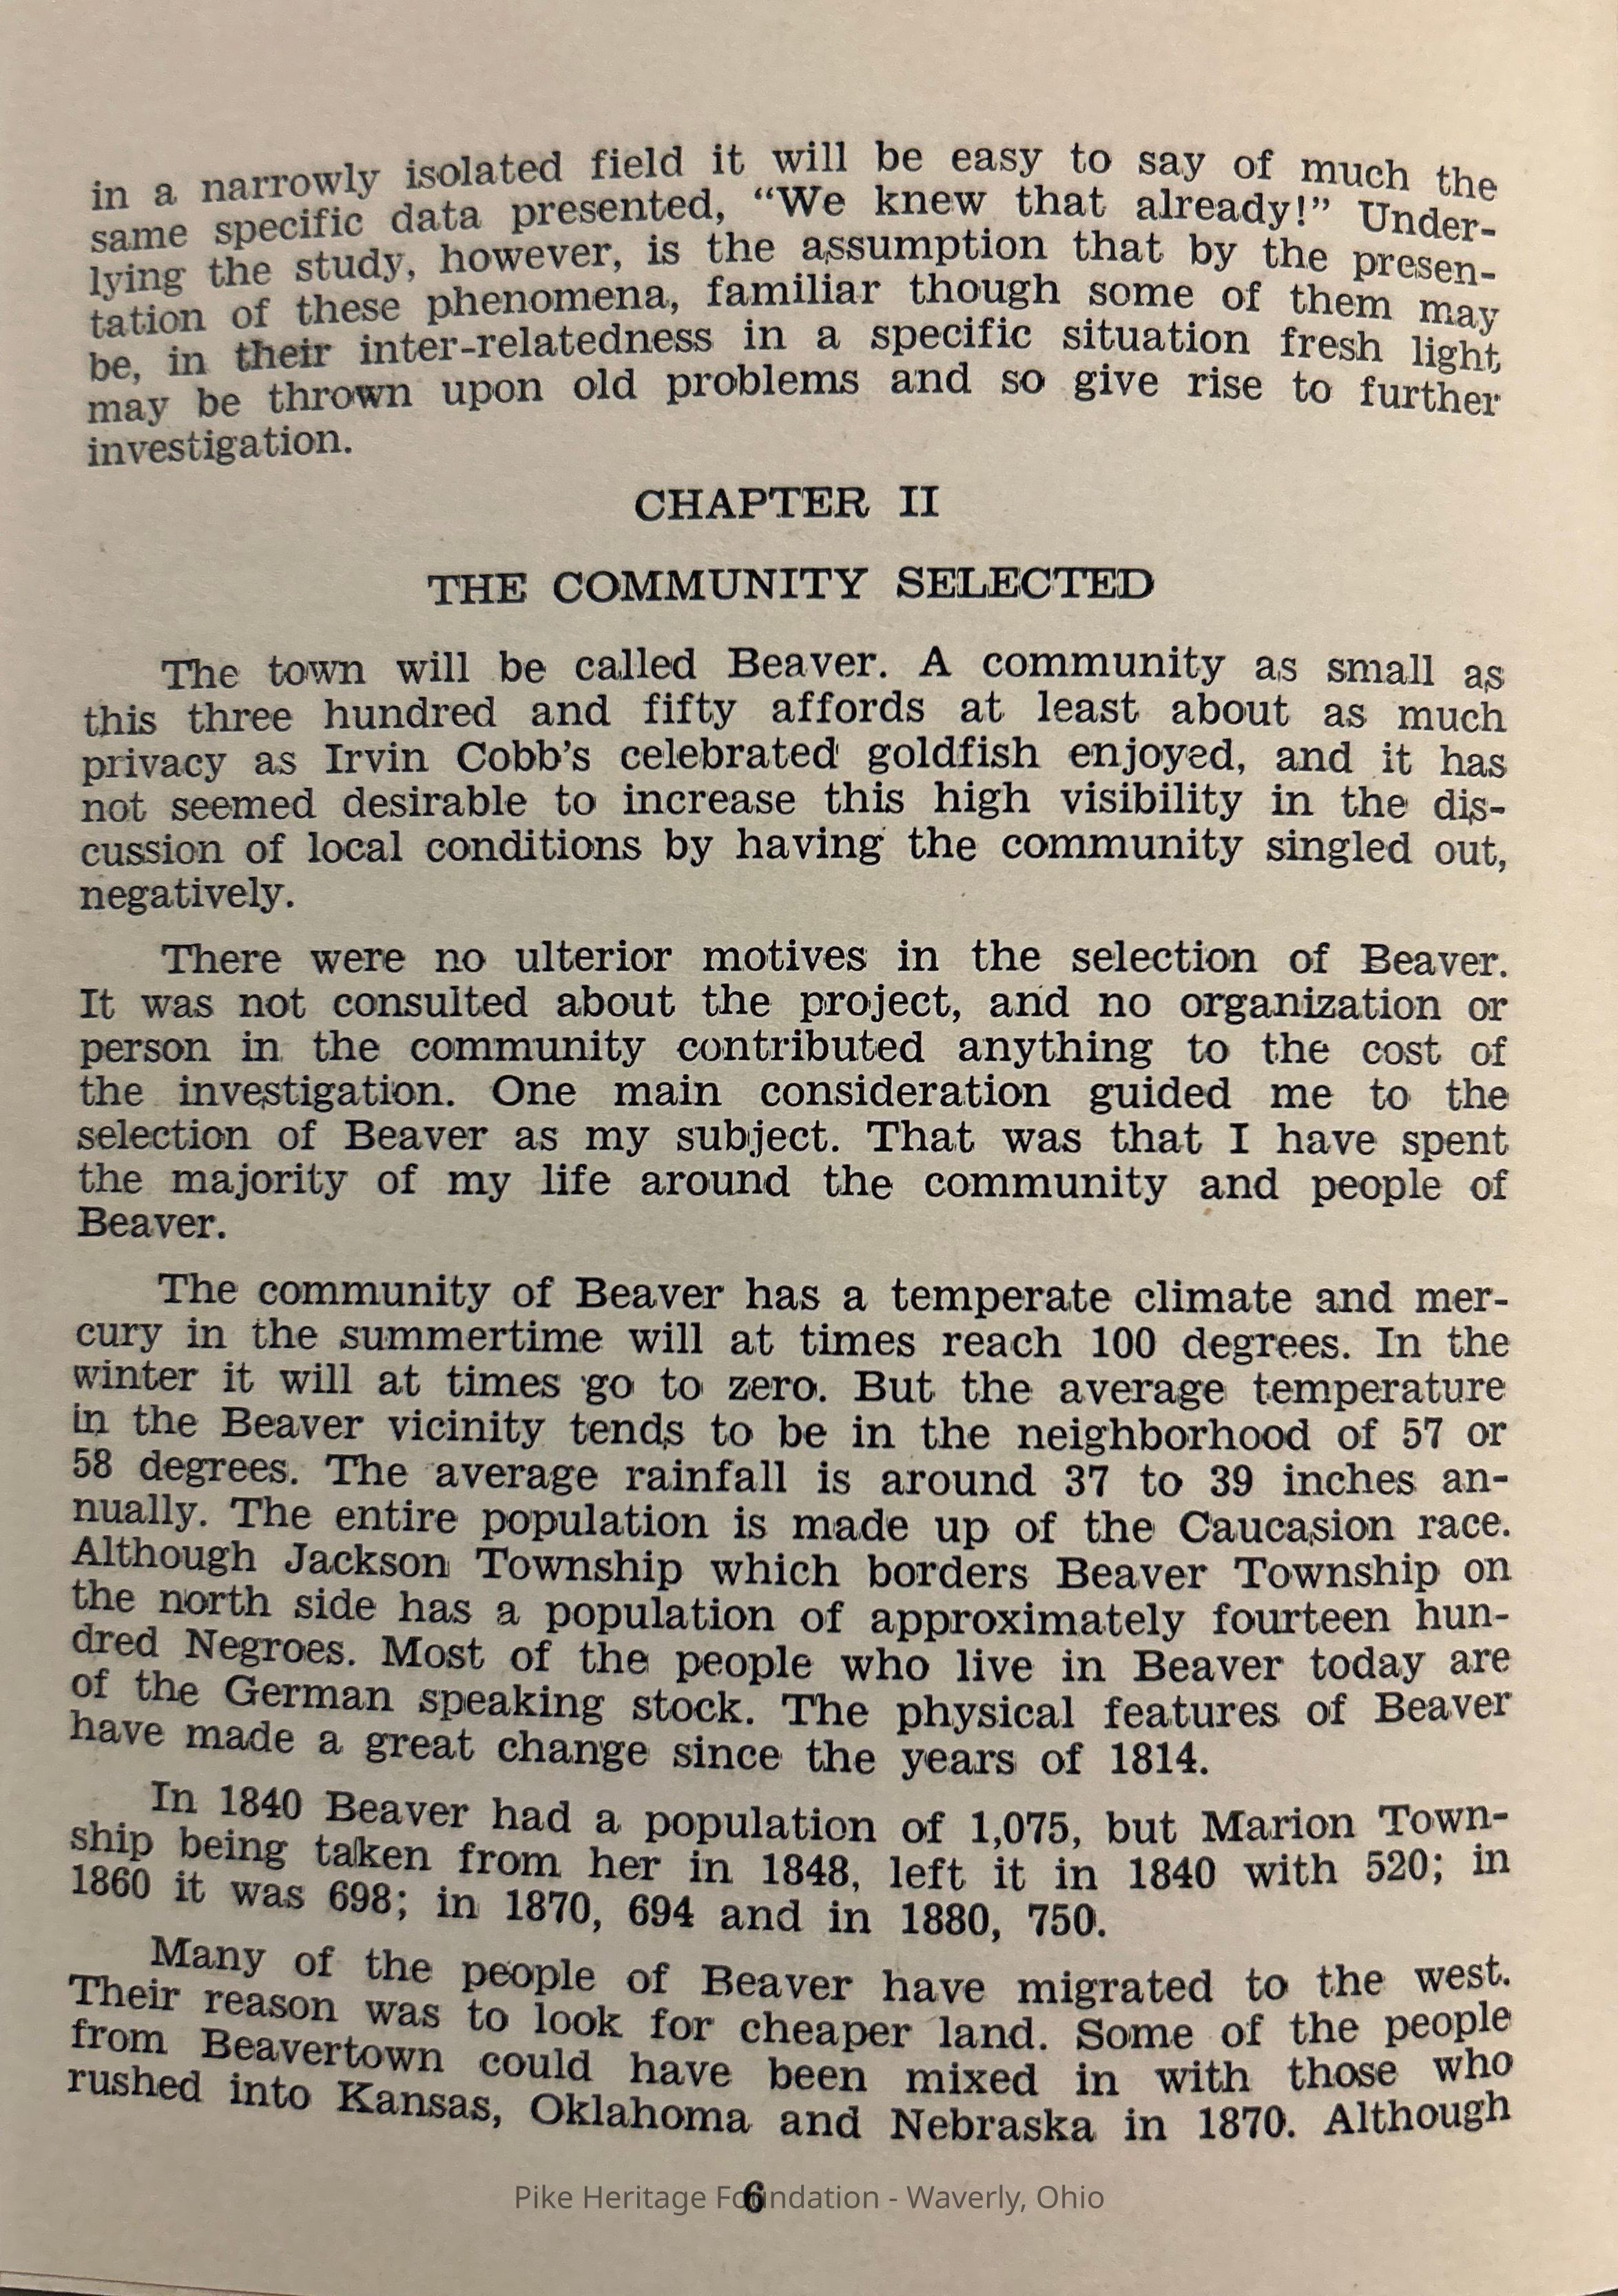 in a narrowly isolated field it will be easy to say of much the
same specific data presented, “We knew that already!” Under-
lying the study, however, is the assumption that by the presen-
tation of these phenomena, familiar though some of them may
be, in their inter-relatedness in a specific situation fresh light
may be thrown upon old problems and so give rise to further
investigation.
CHAPTER II
THE COMMUNITY SELECTED
The town will be called Beaver. A community as small as
this three hundred and fifty affords at least about as much
privacy as Irvin Cobb’s celebrated goldfish enjoyed, and it has
not seemed desirable to increase this high visibility in the dis-
cussion of local conditions by having the community singled out,
negatively.
There were no ulterior motives in the selection of Beaver.
It was not consulted about the project, and no organization or
person in the community contributed anything to the cost of
the investigation. One main consideration guided me to the
selection of Beaver as my subject. That was that I have spent
the majority of my life around the community and people of
Beaver.
The community of Beaver has a temperate climate and mer-
cury in the summertime will at times reach 100 degrees. In the
winter it will at times go to zero. But the average temperature
in the Beaver vicinity tends to be in the neighborhood of 57 or
58 degrees. The average rainfall is around 37 to 39 inches an-
nually. The entire population is made up of the Caucasion race.
Although Jackson Township which borders Beaver Township on
the north side has a population of approximately fourteen hun-
dred Negroes. Most of the people who live in Beaver today are
of the German speaking stock. The physical features of Beaver
have made a great change since the years of 1814.
In 1840 Beaver had a population of 1,075, but Marion Town-
ship being taken from her in 1848, left it in 1840 with 520; in
1860 it was 698; in 1870, 694 and in 1880, 750.
Many of the people of Beaver have migrated to the west.
Their reason was to look for cheaper land. Some of the people
from Beavertown could have been mixed in with those who
rushed into Kansas, Oklahoma and Nebraska in 1870. Although
6
Pike Heritage Foundation - Waverly, Ohio